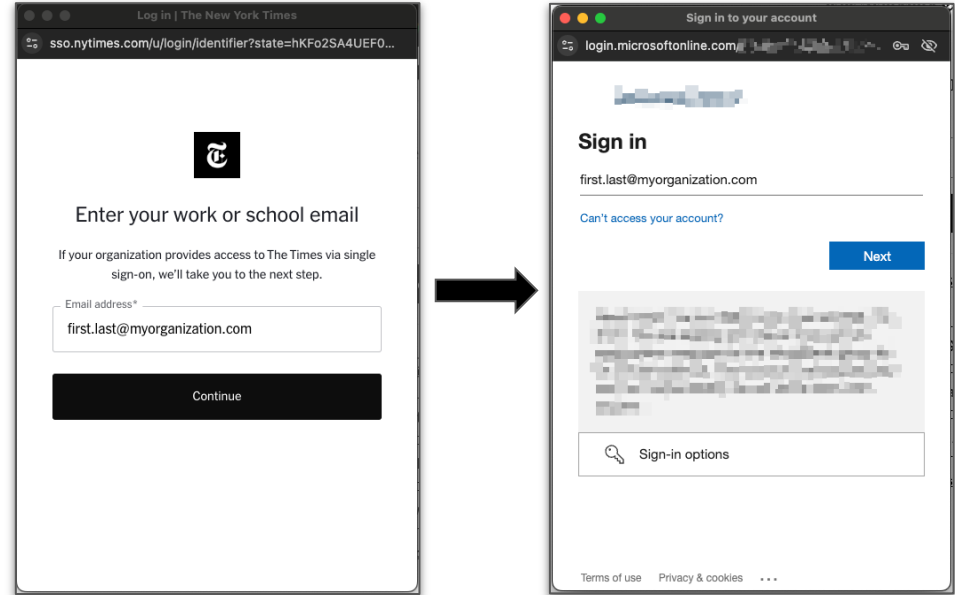 Log in | The New York Times
sso.nytimes.com/u/login/identifier?state=hKFo2SA4UEF0...
Enter your work or school email
If your organization provides access to The Times via single
sign-on, we'll take you to the next step.
Email address*
first.last@myorganization.com
Continue
Sign in to your account
login.microsoftonline.com/
Sign in
first.last@myorganization.com
Can't access your account?
Next
Sign-in options
Terms of use Privacy & cookies ...